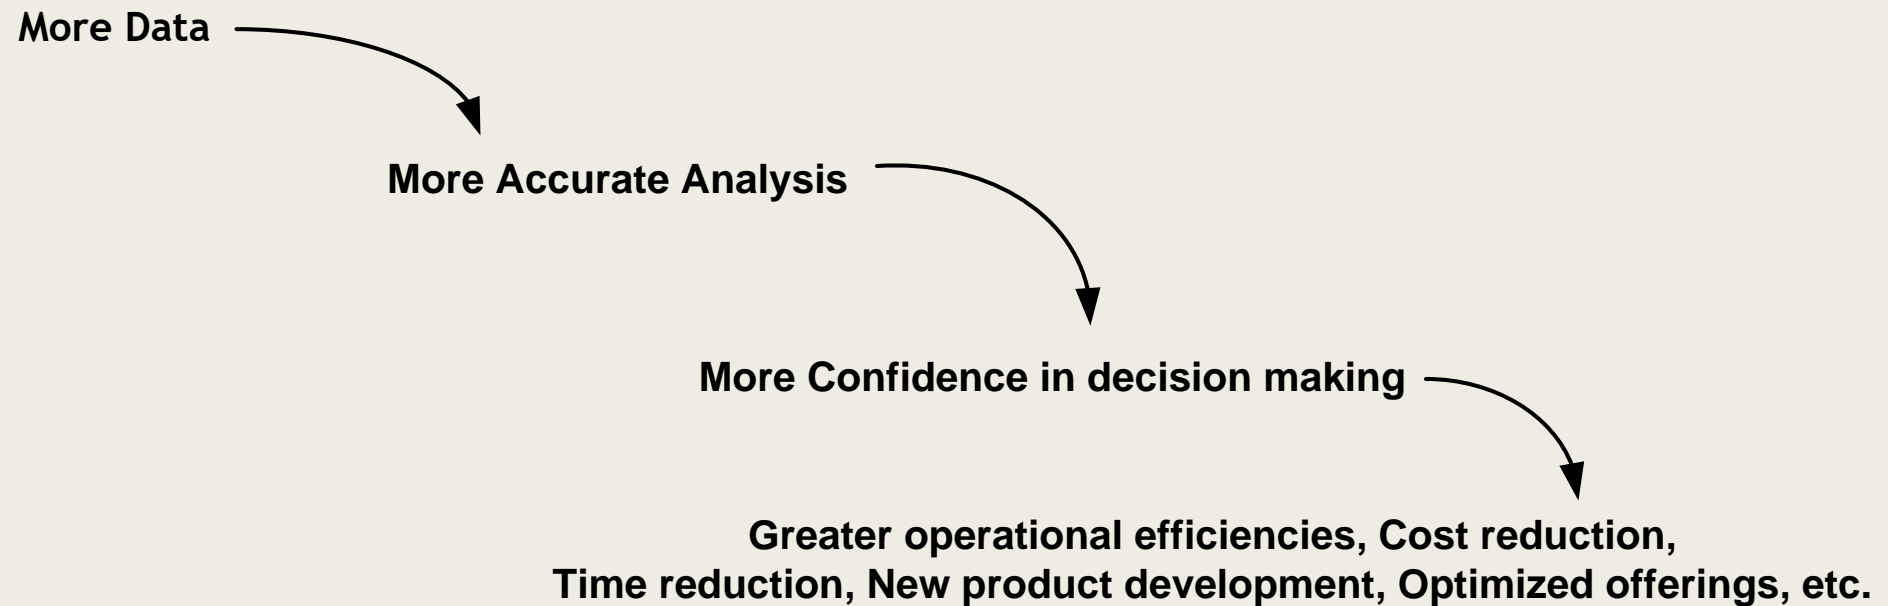 More Data
More Accurate Analysis
More Confidence in decision making
Greater operational efficiencies, Cost reduction,
Time reduction, New product development, Optimized offerings, etc.